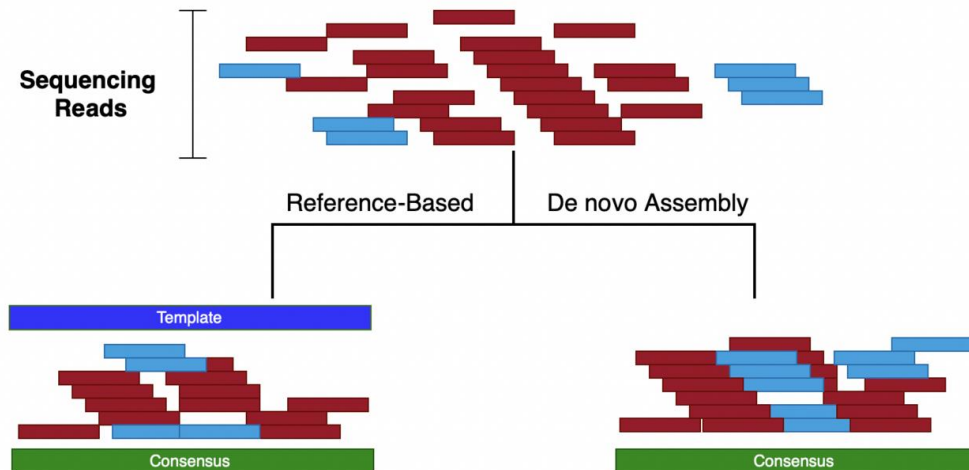 Sequencing
Reads
Reference-Based
De novo Assembly
Template
Consensus
Consensus